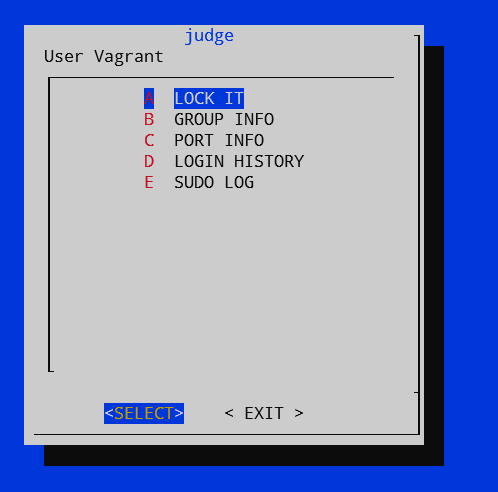 judge
User Vagrant
A LOCK IT
B GROUP INFO
C PORT INFO
D LOGIN HISTORY
E SUDO LOG
<SELECT> < EXIT >